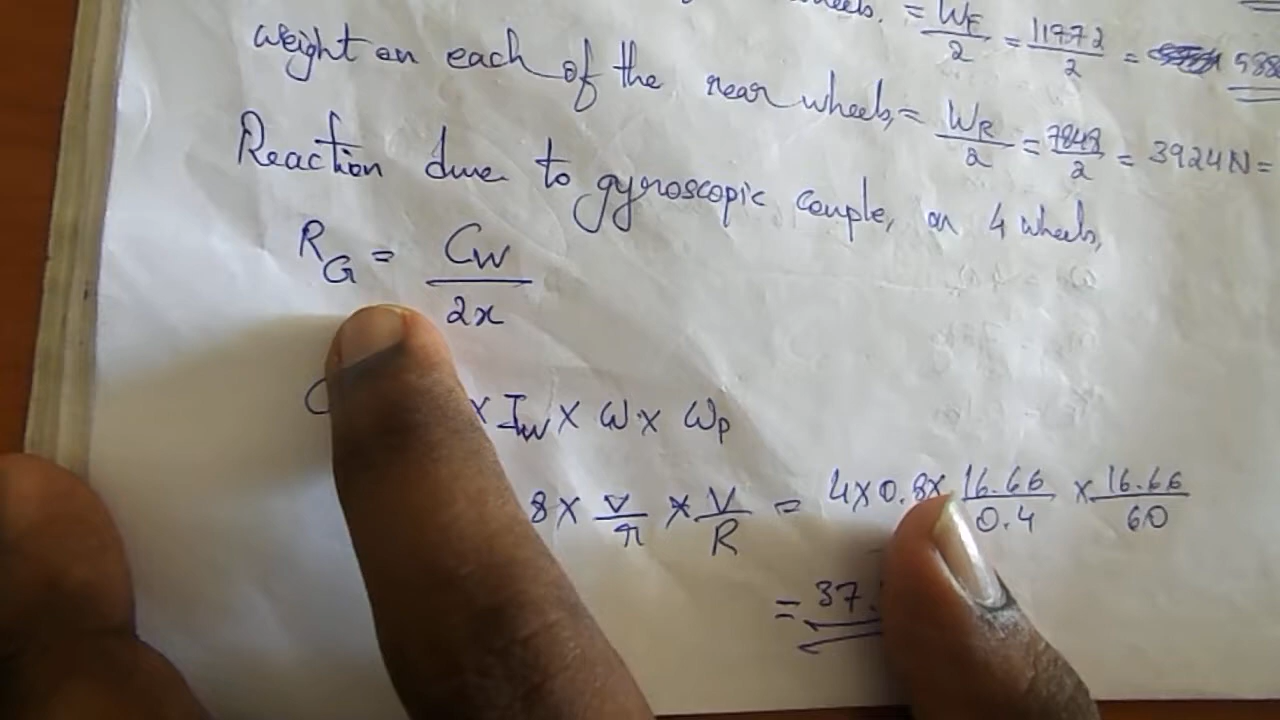 wheels. = W_F/2 = 11772/2 = 588
weight on each of the rear wheels, = W_R/2 = 7848/2 = 3924N =
Reaction due to gyroscopic couple, on 4 wheels,
R_G = C_W/2x
C × I_W × ω × ω_P
8 × v/r × V/R = 4×0.8× 16.66/0.4 × 16.66/60
= 37.